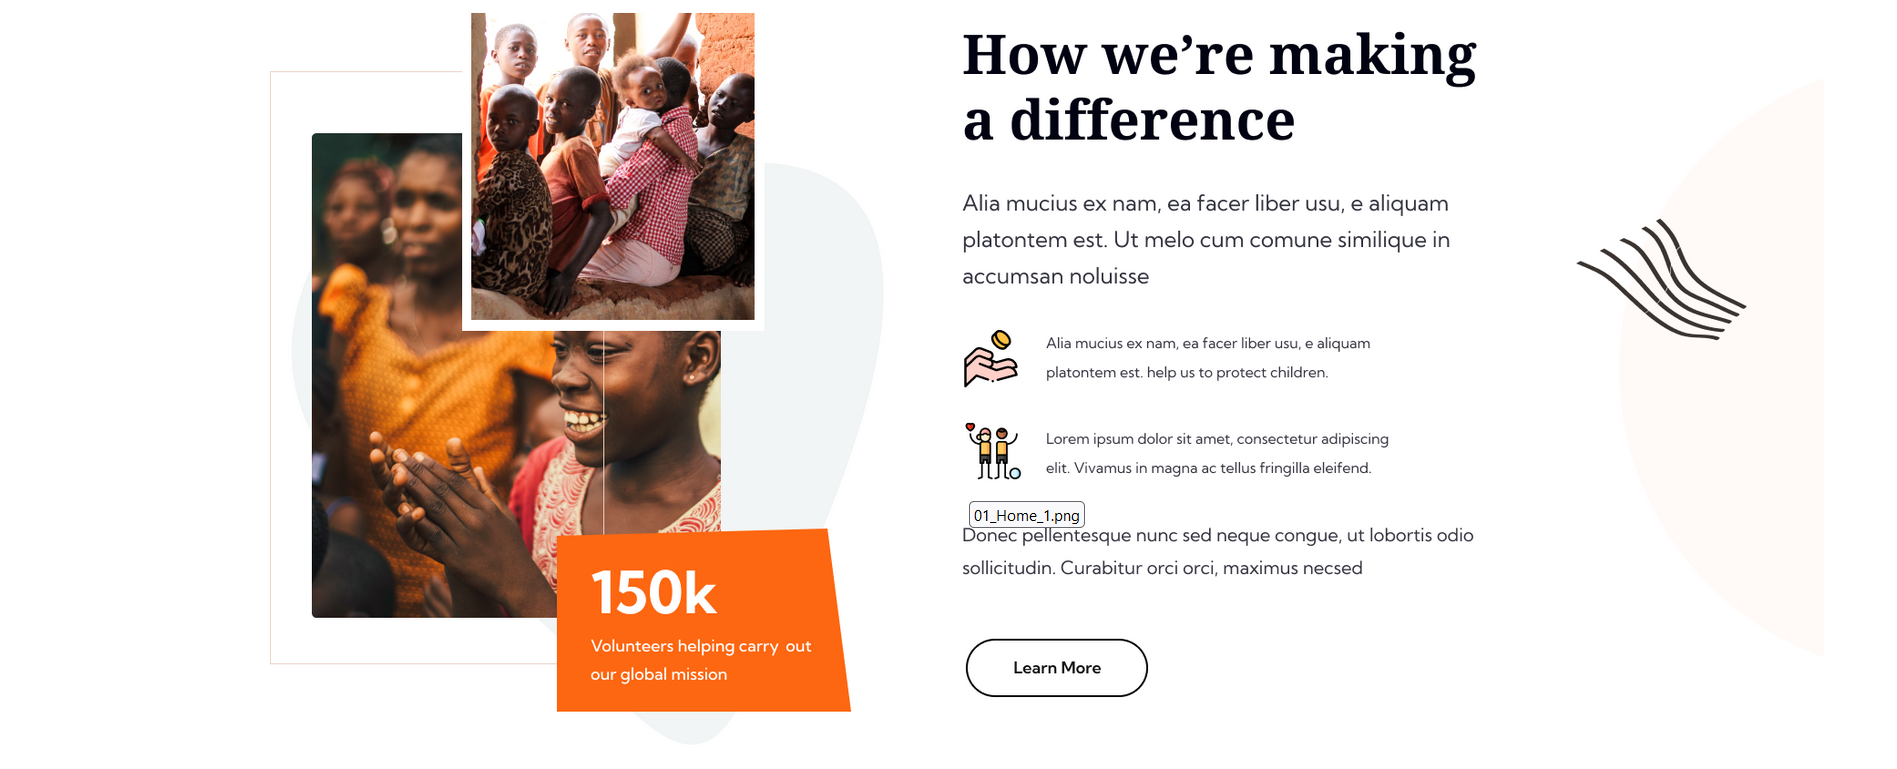 How we’re making
a difference
Alia mucius ex nam, ea facer liber usu, e aliquam
platontem est. Ut melo cum comune similique in
accumsan noluisse
Alia mucius ex nam, ea facer liber usu, e aliquam
platontem est. help us to protect children.
Lorem ipsum dolor sit amet, consectetur adipiscing
elit. Vivamus in magna ac tellus fringilla eleifend.
01_Home_1.png
Donec pellentesque nunc sed neque congue, ut lobortis odio
sollicitudin. Curabitur orci orci, maximus necsed
Learn More
150k
Volunteers helping carry out
our global mission